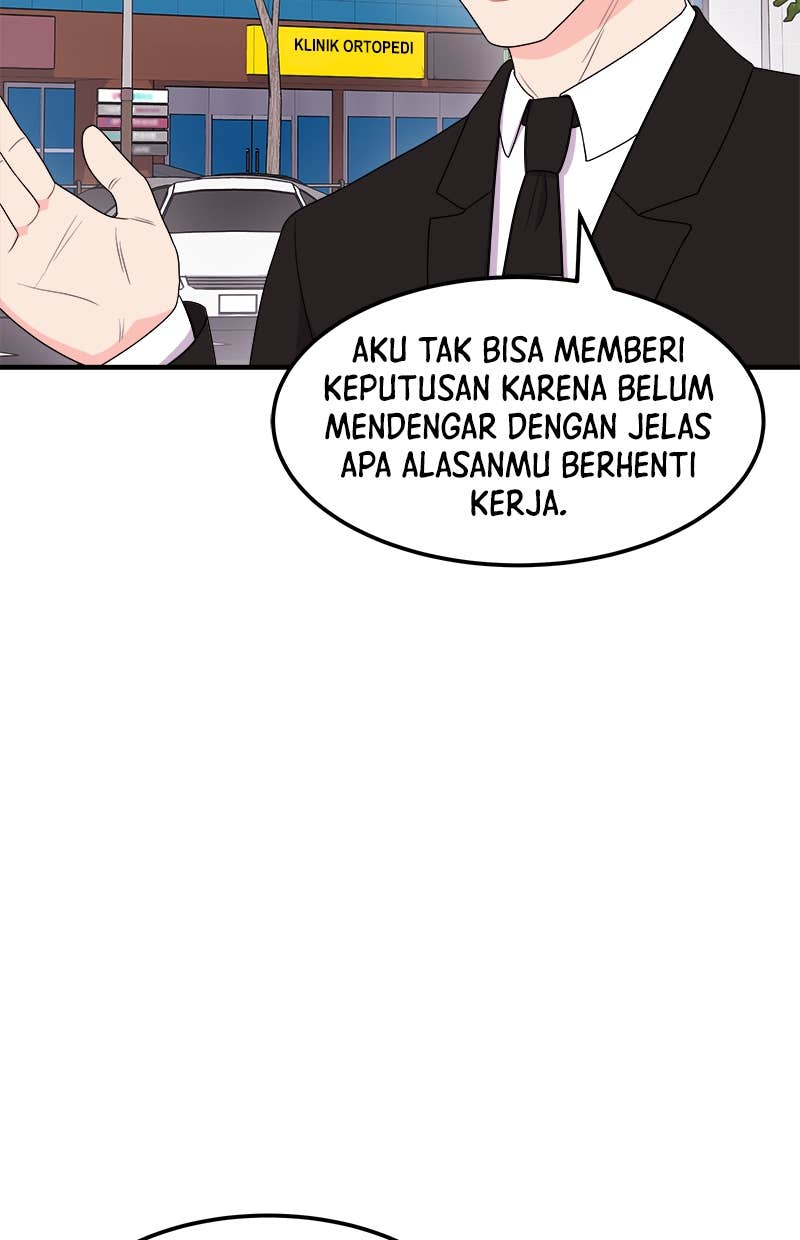 KLINIK ORTOPEDI
AKU TAK BISA MEMBERI
KEPUTUSAN KARENA BELUM
MENDENGAR DENGAN JELAS
APA ALASANMU BERHENTI
KERJA.